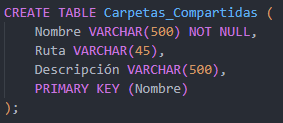 CREATE TABLE Carpetas_Compartidas (
    Nombre VARCHAR(500) NOT NULL,
    Ruta VARCHAR(45),
    Descripción VARCHAR(500),
    PRIMARY KEY (Nombre)
);